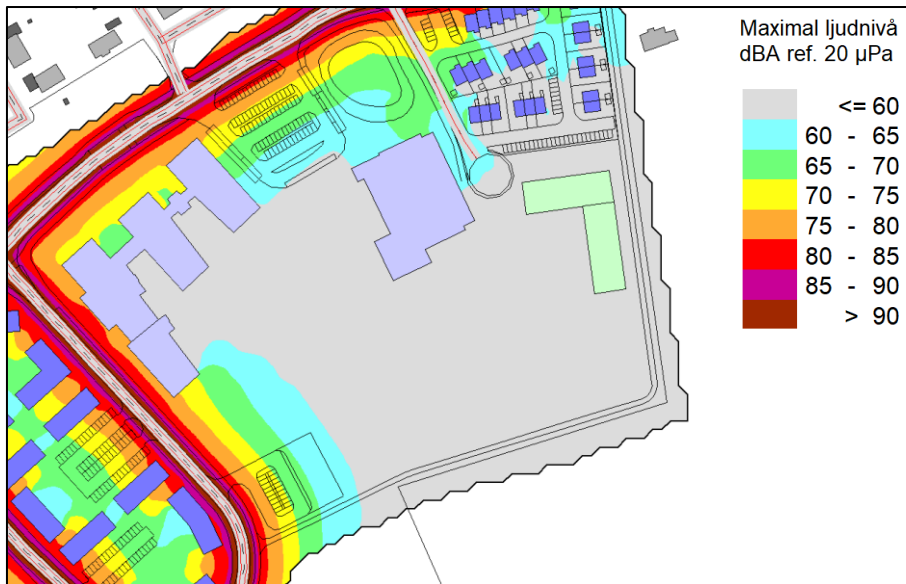 Maximal ljudnivå
dBA ref. 20 µPa
<= 60
60 - 65
65 - 70
70 - 75
75 - 80
80 - 85
85 - 90
> 90